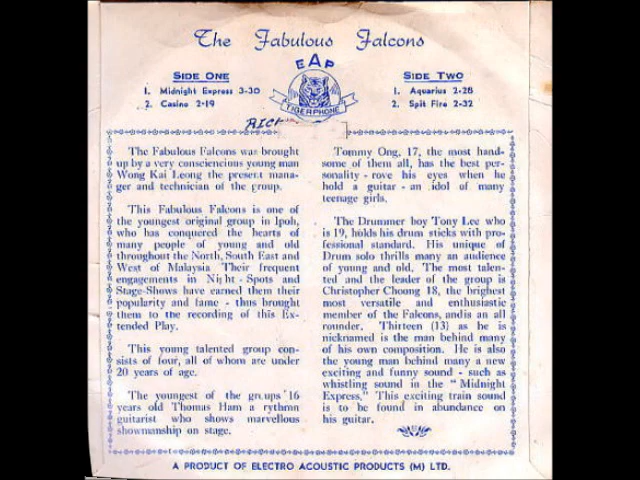 The Fabulous Falcons
EAP
TIGERPHONE
SIDE ONE
1. Midnight Express 3-30
2. Casino 2-19
SIDE TWO
1. Aquarius 2-28
2. Spit Fire 2-32
The Fabulous Falcons was brought
up by a very consciencious young man
Wong Kai Leong the present mana-
ger and technician of the group.
This Fabulous Falcons is one of
the youngest original group in Ipoh,
who has conquered the hearts of
many people of young and old
throughout the North, South East and
West of Malaysia Their frequent
engagements in Night - Spots and
Stage-Shows have earned them their
popularity and fame - thus brought
them to the recording of this Ex-
tended Play.
This young talented group con-
sists of four, all of whom are under
20 years of age.
The youngest of the groups 16
years old Thomas Ham a rythmn
guitarist who shows marvellous
showmanship on stage.
Tommy Ong, 17, the most hand-
some of them all, has the best per-
sonality - rove his eyes when he
hold a guitar - an idol of many
teenage girls.
The Drummer boy Tony Lee who
is 19, holds his drum sticks with pro-
fessional standard. His unique of
Drum solo thrills many an audience
of young and old. The most talen-
ted and the leader of the group is
Christopher Choong 18, the brighest
most versatile and enthusiastic
member of the Falcons, andis an all
rounder. Thirteen (13) as he is
nicknamed is the man behind many
of his own composition. He is also
the young man behind many a new
exciting and funny sound - such as
whistling sound in the "Midnight
Express," This exciting train sound
is to be found in abundance on
his guitar.
A PRODUCT OF ELECTRO ACOUSTIC PRODUCTS (M) LTD.